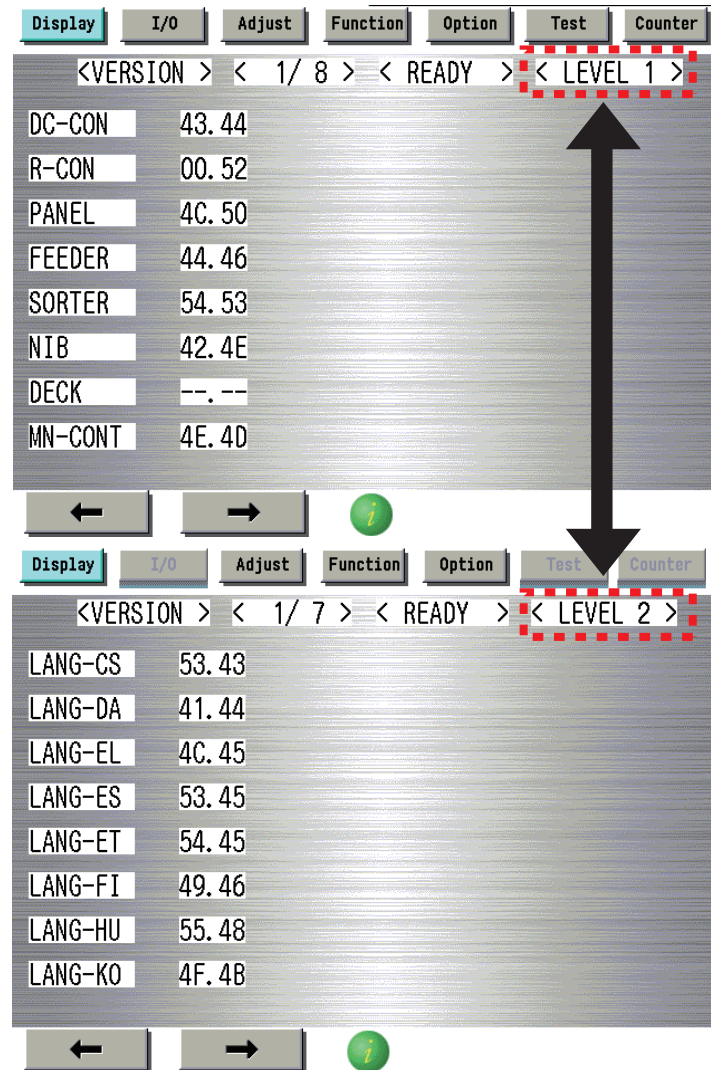 Display I/O Adjust Function Option Test Counter
<VERSION > < 1/ 8 > < READY > < LEVEL 1 >
DC-CON 43.44
R-CON 00.52
PANEL 4C.50
FEEDER 44.46
SORTER 54.53
NIB 42.4E
DECK --.--
MN-CONT 4E.4D
i
Display I/O Adjust Function Option Test Counter
<VERSION > < 1/ 7 > < READY > < LEVEL 2 >
LANG-CS 53.43
LANG-DA 41.44
LANG-EL 4C.45
LANG-ES 53.45
LANG-ET 54.45
LANG-FI 49.46
LANG-HU 55.48
LANG-KO 4F.4B
i